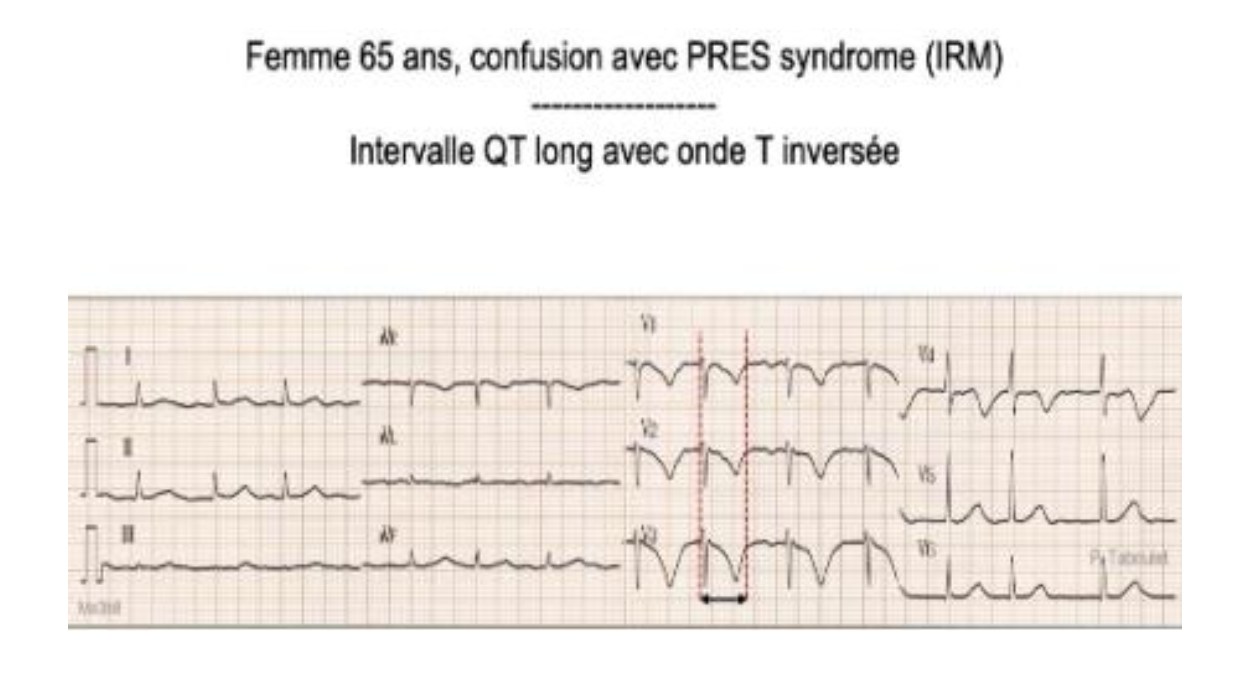 Femme 65 ans, confusion avec PRES syndrome (IRM)
------------------
Intervalle QT long avec onde T inversée
I
aVR
V1
V4
II
aVL
V2
V5
III
aVF
V3
V6
P. Taboulet